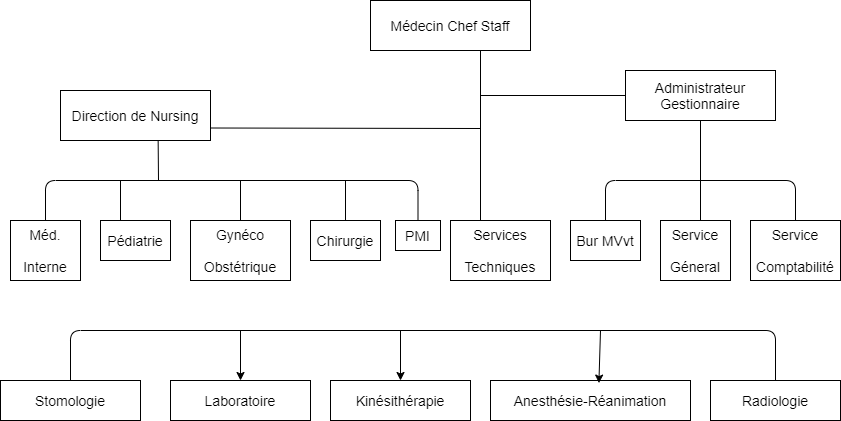 Médecin Chef Staff
Administrateur
Gestionnaire
Direction de Nursing
Méd.
Interne
Pédiatrie
Gynéco
Obstétrique
Chirurgie
PMI
Services
Techniques
Bur MVvt
Service
Géneral
Service
Comptabilité
Stomologie
Laboratoire
Kinésithérapie
Anesthésie-Réanimation
Radiologie